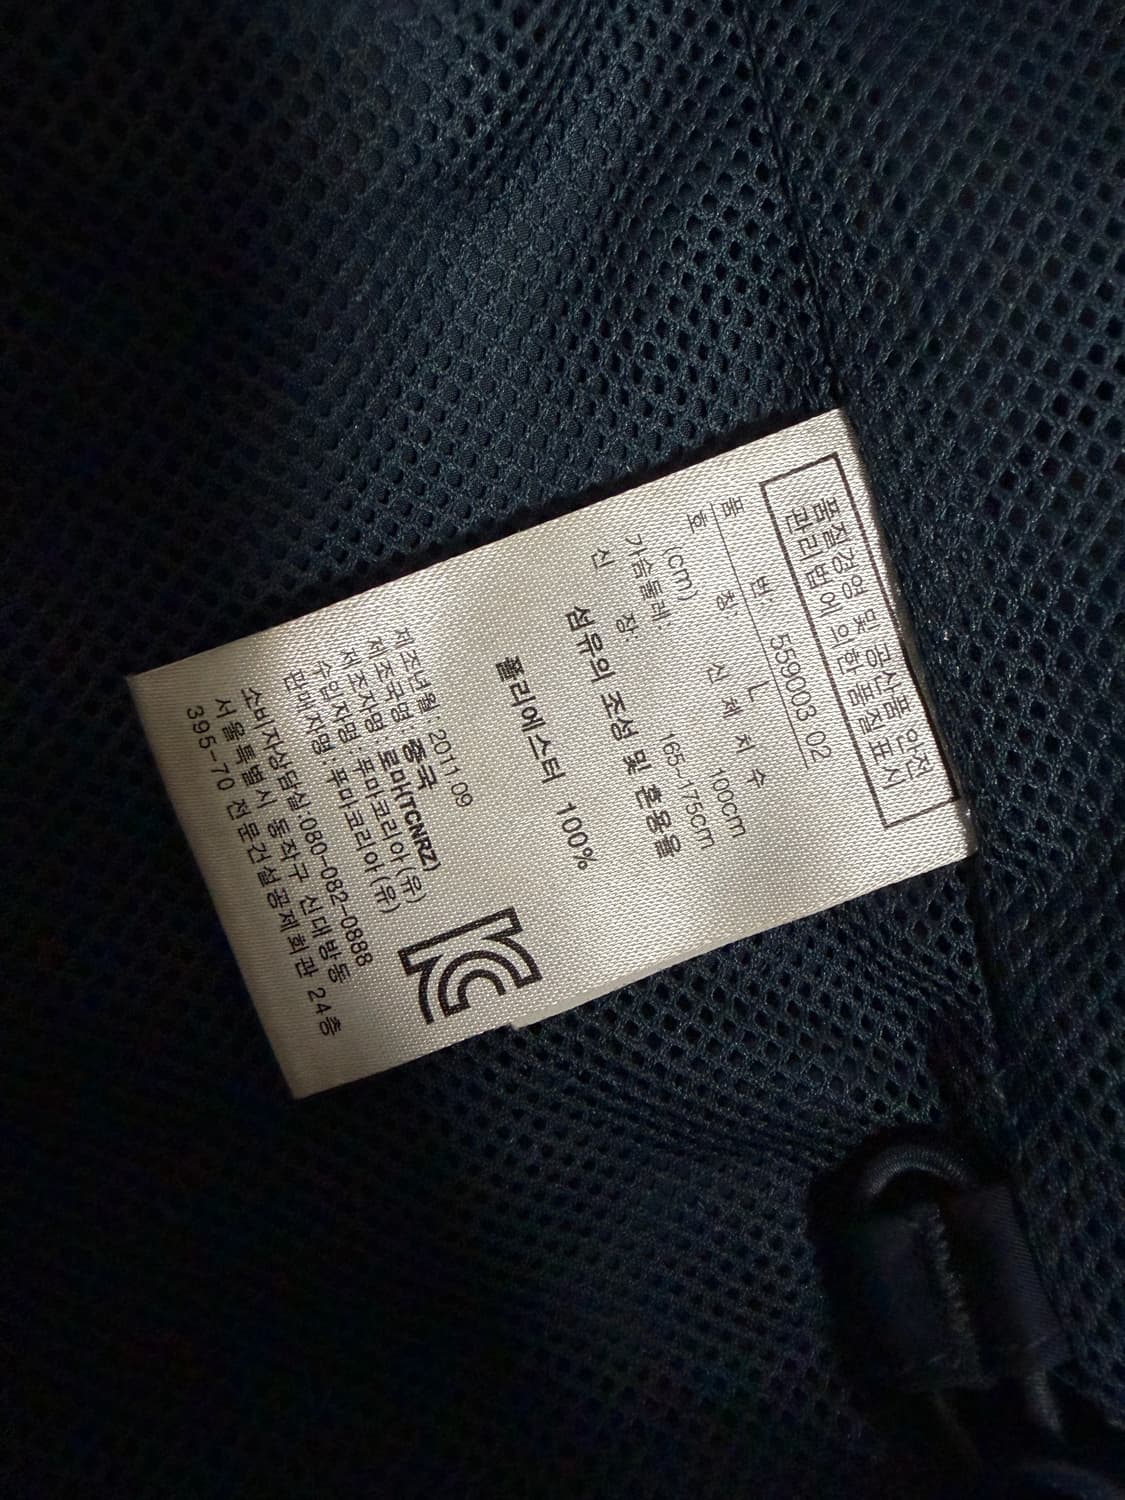 품질경영 및 공산품 안전
관리법에 의한 품질 표시
품 번: 559003 02
호 칭 L 신 체 치 수
(cm)
가슴둘레: 100cm
신 장: 165~175cm
섬유의 조성 및 혼용율
폴리에스터 100%
제조년월: 201109
제조국명: 중국
제조자명: 로마(TCNRZ)
수입자명: 푸마코리아(유)
판매자명: 푸마코리아(유)
소비자상담실:080-082-0888
서울특별시 동작구 신대방동
395-70 전문건설공제회관 24층